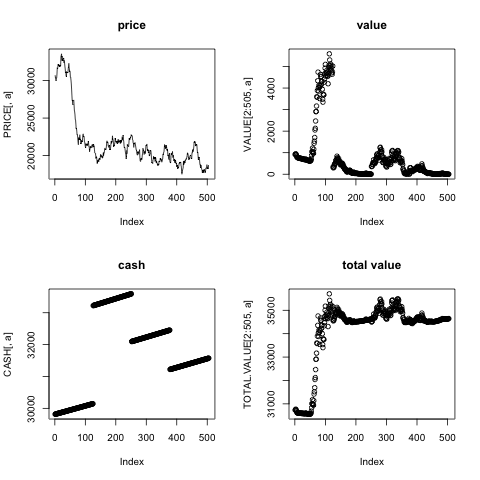 price
PRICE[, a]
20000 25000 30000
0 100 200 300 400 500
Index
value
VALUE[2:505, a]
0 2000 4000
0 100 200 300 400 500
Index
cash
CASH[, a]
30000 32000
0 100 200 300 400 500
Index
total value
TOTAL.VALUE[2:505, a]
31000 33000 35000
0 100 200 300 400 500
Index